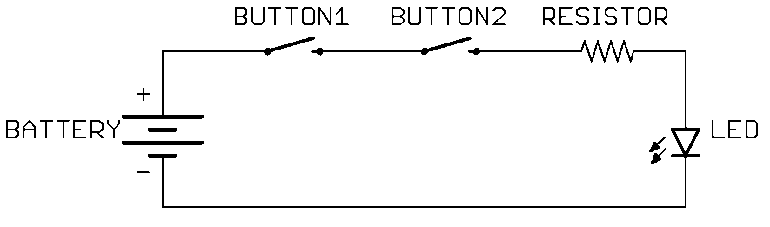 BUTTON1 BUTTON2 RESISTOR
+
BATTERY LED
-